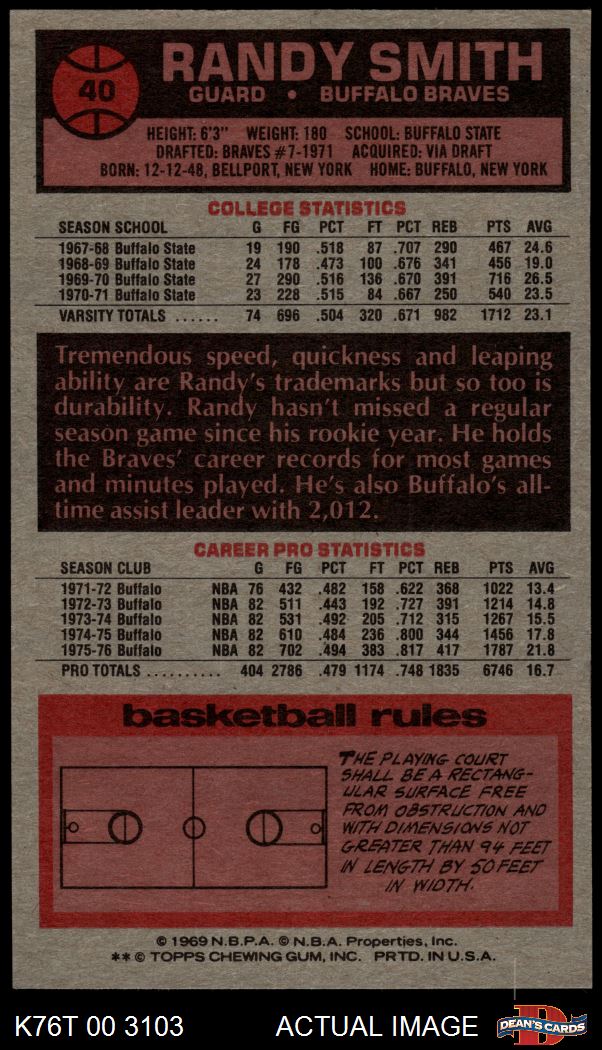 40
RANDY SMITH
GUARD • BUFFALO BRAVES
HEIGHT: 6'3" WEIGHT: 180 SCHOOL: BUFFALO STATE
DRAFTED: BRAVES #7-1971 ACQUIRED: VIA DRAFT
BORN: 12-12-48, BELLPORT, NEW YORK HOME: BUFFALO, NEW YORK
COLLEGE STATISTICS
SEASON SCHOOL G FG PCT FT PCT REB PTS AVG
1967-68 Buffalo State 19 190 .518 87 .707 290 467 24.6
1968-69 Buffalo State 24 178 .473 100 .676 341 456 19.0
1969-70 Buffalo State 27 290 .516 136 .670 391 716 26.5
1970-71 Buffalo State 23 228 .515 84 .667 250 540 23.5
VARSITY TOTALS ...... 74 696 .504 320 .671 982 1712 23.1
Tremendous speed, quickness and leaping
ability are Randy's trademarks but so too is
durability. Randy hasn't missed a regular
season game since his rookie year. He holds
the Braves' career records for most games
and minutes played. He's also Buffalo's all-
time assist leader with 2,012.
CAREER PRO STATISTICS
SEASON CLUB G FG PCT FT PCT REB PTS AVG
1971-72 Buffalo NBA 76 432 .482 158 .622 368 1022 13.4
1972-73 Buffalo NBA 82 511 .443 192 .727 391 1214 14.8
1973-74 Buffalo NBA 82 531 .492 205 .712 315 1267 15.5
1974-75 Buffalo NBA 82 610 .484 236 .800 344 1456 17.8
1975-76 Buffalo NBA 82 702 .494 383 .817 417 1787 21.8
PRO TOTALS .......... 404 2786 .479 1174 .748 1835 6746 16.7
basketball rules
THE PLAYING COURT
SHALL BE A RECTANG-
ULAR SURFACE FREE
FROM OBSTRUCTION AND
WITH DIMENSIONS NOT
GREATER THAN 94 FEET
IN LENGTH BY 50 FEET
IN WIDTH.
© 1969 N.B.P.A. © N.B.A. Properties, Inc.
** © TOPPS CHEWING GUM, INC. PRTD. IN U.S.A.
K76T 00 3103 ACTUAL IMAGE
D
DEAN'S CARDS